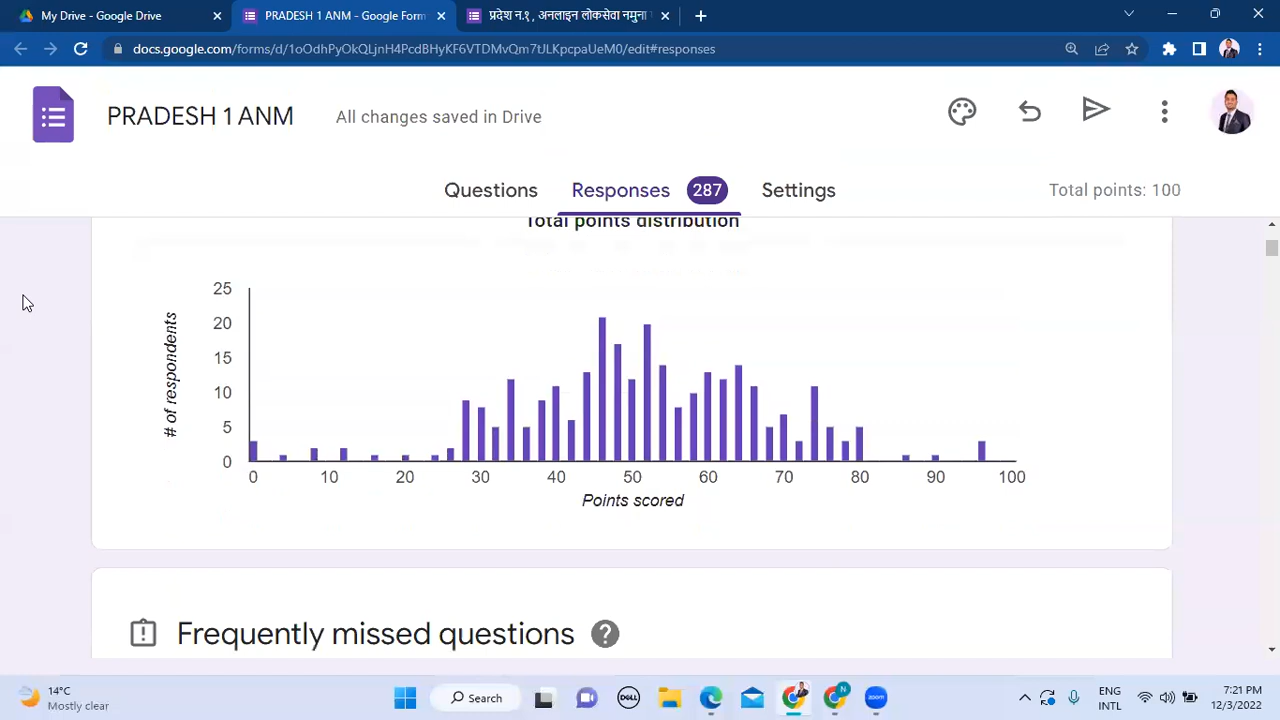 My Drive - Google Drive
PRADESH 1 ANM - Google Form
प्रदेश न.१, अनलाइन लोकसेवा नमुना
docs.google.com/forms/d/1oOdhPyOkQLjnH4PcdBHyKF6VTDMvQm7tJLKpcpaUeM0/edit#responses
PRADESH 1 ANM
All changes saved in Drive
Questions
Responses 287
Settings
Total points: 100
Total points distribution
# of respondents
25
20
15
10
5
0
0 10 20 30 40 50 60 70 80 90 100
Points scored
Frequently missed questions
14°C
Mostly clear
Search
DELL
N
zoom
ENG
INTL
7:21 PM
12/3/2022